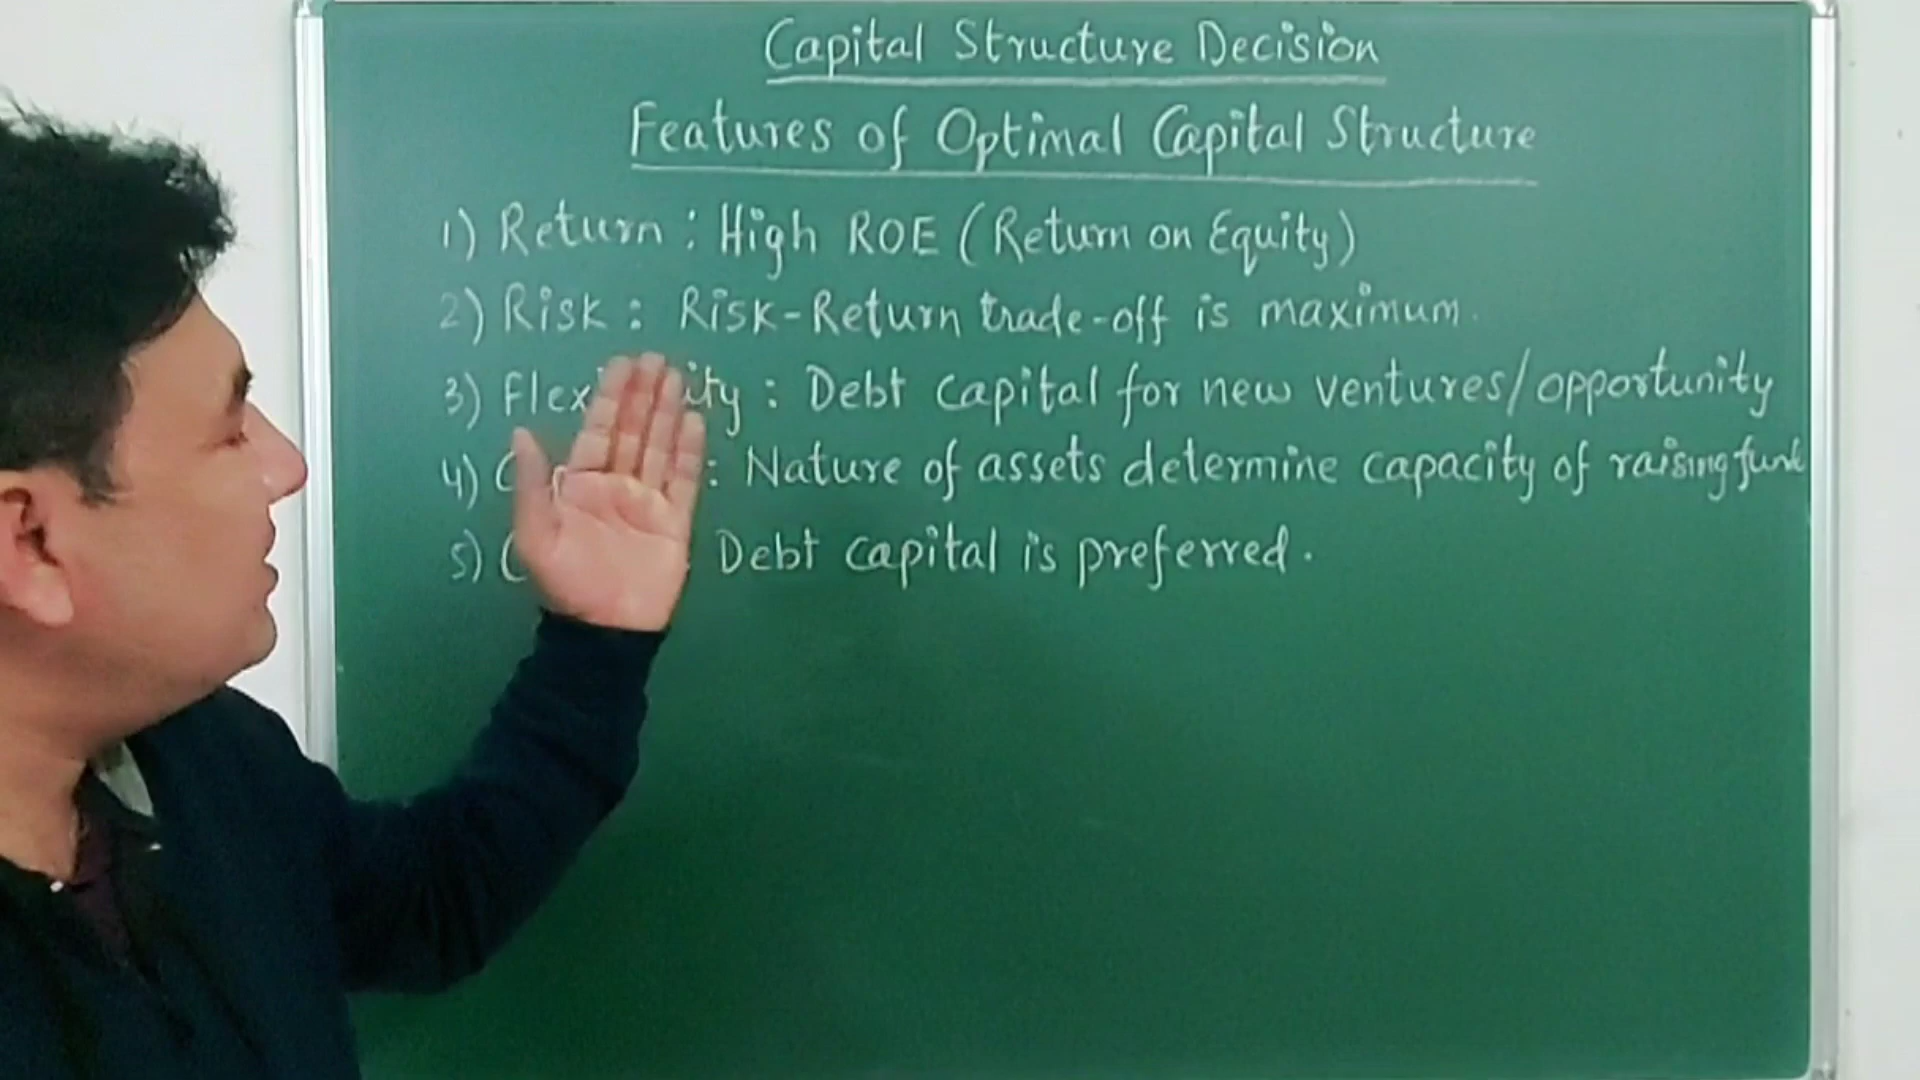 Capital Structure Decision
Features of Optimal Capital Structure
1) Return : High ROE (Return on Equity)
2) Risk : Risk-Return trade-off is maximum.
3) : Debt capital for new ventures/opportunity
4) : Nature of assets determine capacity of raising fund
5) Debt capital is preferred.